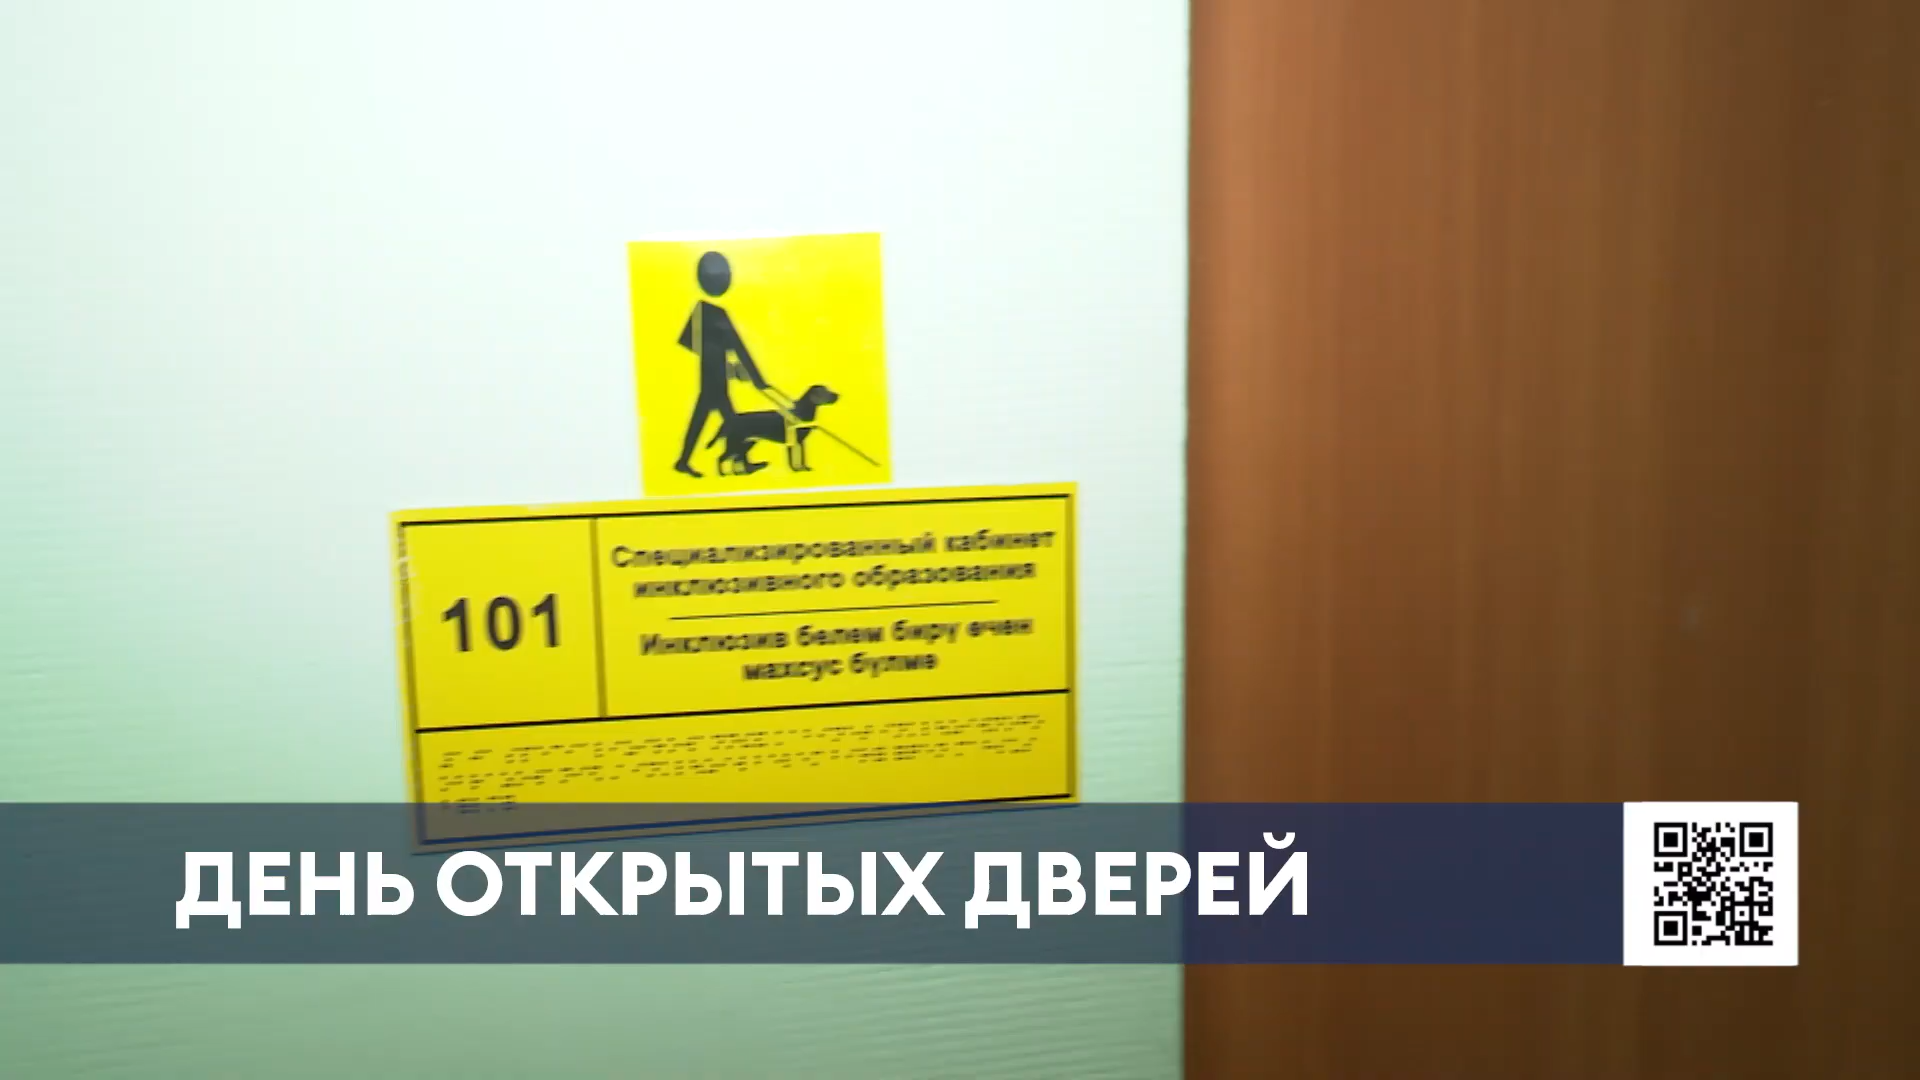 101
Специализированный кабинет
инклюзивного образования
Инклюзив белем бирү өчен
махсус бүлмә
ДЕНЬ ОТКРЫТЫХ ДВЕРЕЙ